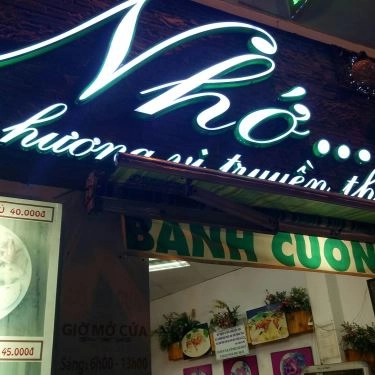 Nhớ...
hương vị truyền th
BÁNH CUỐN
40.000đ
GIỜ MỞ CỬA
45.000đ
Sáng: 6h00 - 13h00